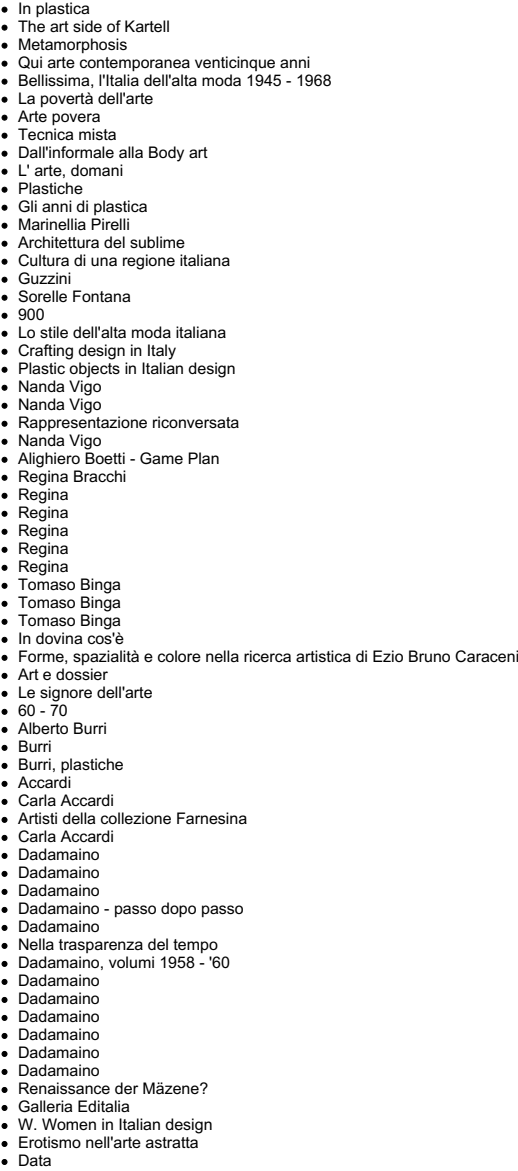 • In plastica
• The art side of Kartell
• Metamorphosis
• Qui arte contemporanea venticinque anni
• Bellissima, l'Italia dell'alta moda 1945 - 1968
• La povertà dell'arte
• Arte povera
• Tecnica mista
• Dall'informale alla Body art
• L' arte, domani
• Plastiche
• Gli anni di plastica
• Marinellia Pirelli
• Architettura del sublime
• Cultura di una regione italiana
• Guzzini
• Sorelle Fontana
• 900
• Lo stile dell'alta moda italiana
• Crafting design in Italy
• Plastic objects in Italian design
• Nanda Vigo
• Nanda Vigo
• Rappresentazione riconversata
• Nanda Vigo
• Alighiero Boetti - Game Plan
• Regina Bracchi
• Regina
• Regina
• Regina
• Regina
• Regina
• Tomaso Binga
• Tomaso Binga
• Tomaso Binga
• In dovina cos'è
• Forme, spazialità e colore nella ricerca artistica di Ezio Bruno Caraceni
• Art e dossier
• Le signore dell'arte
• 60 - 70
• Alberto Burri
• Burri
• Burri, plastiche
• Accardi
• Carla Accardi
• Artisti della collezione Farnesina
• Carla Accardi
• Dadamaino
• Dadamaino
• Dadamaino
• Dadamaino - passo dopo passo
• Dadamaino
• Nella trasparenza del tempo
• Dadamaino, volumi 1958 - '60
• Dadamaino
• Dadamaino
• Dadamaino
• Dadamaino
• Dadamaino
• Dadamaino
• Renaissance der Mäzene?
• Galleria Editalia
• W. Women in Italian design
• Erotismo nell'arte astratta
• Data